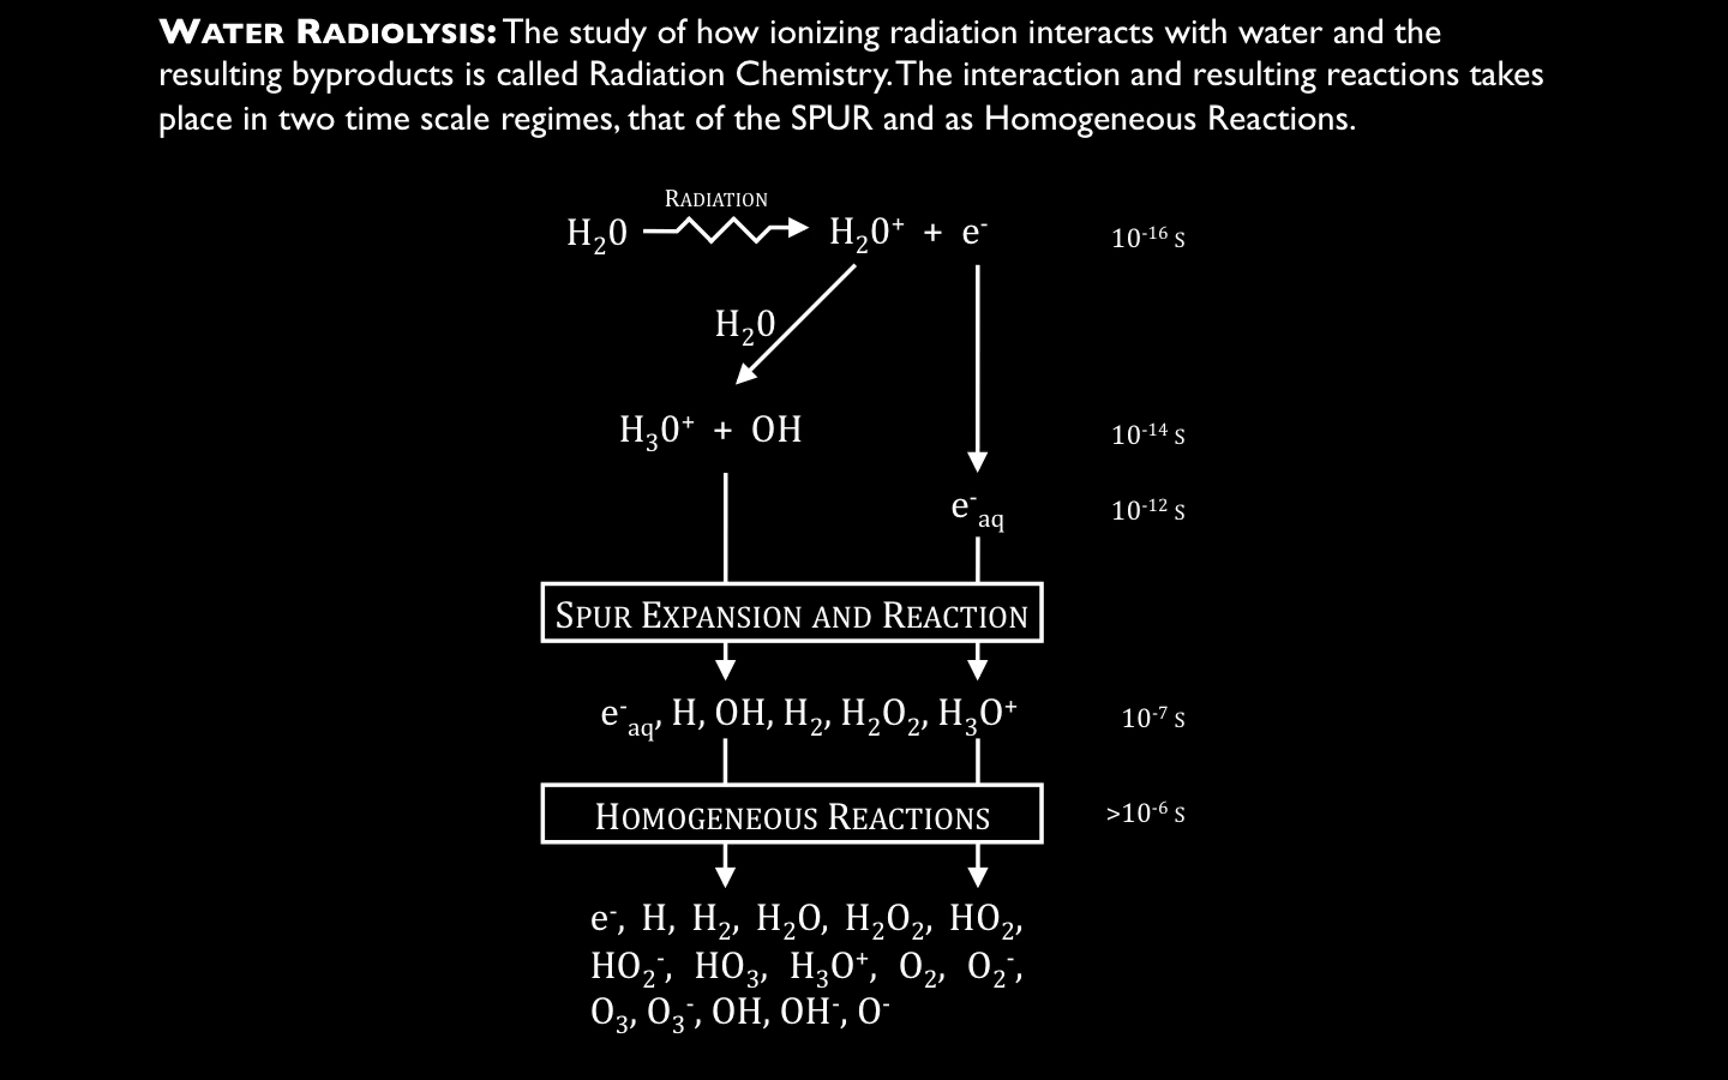 WATER RADIOLYSIS: The study of how ionizing radiation interacts with water and the
resulting byproducts is called Radiation Chemistry. The interaction and resulting reactions takes
place in two time scale regimes, that of the SPUR and as Homogeneous Reactions.
RADIATION
H₂0 H₂0⁺ + e⁻ 10⁻¹⁶ s
H₂0
H₃0⁺ + OH 10⁻¹⁴ s
e⁻aq 10⁻¹² s
SPUR EXPANSION AND REACTION
e⁻aq, H, OH, H₂, H₂O₂, H₃O⁺ 10⁻⁷ s
HOMOGENEOUS REACTIONS >10⁻⁶ s
e⁻, H, H₂, H₂O, H₂O₂, HO₂,
HO₂⁻, HO₃, H₃O⁺, O₂, O₂⁻,
O₃, O₃⁻, OH, OH⁻, O⁻